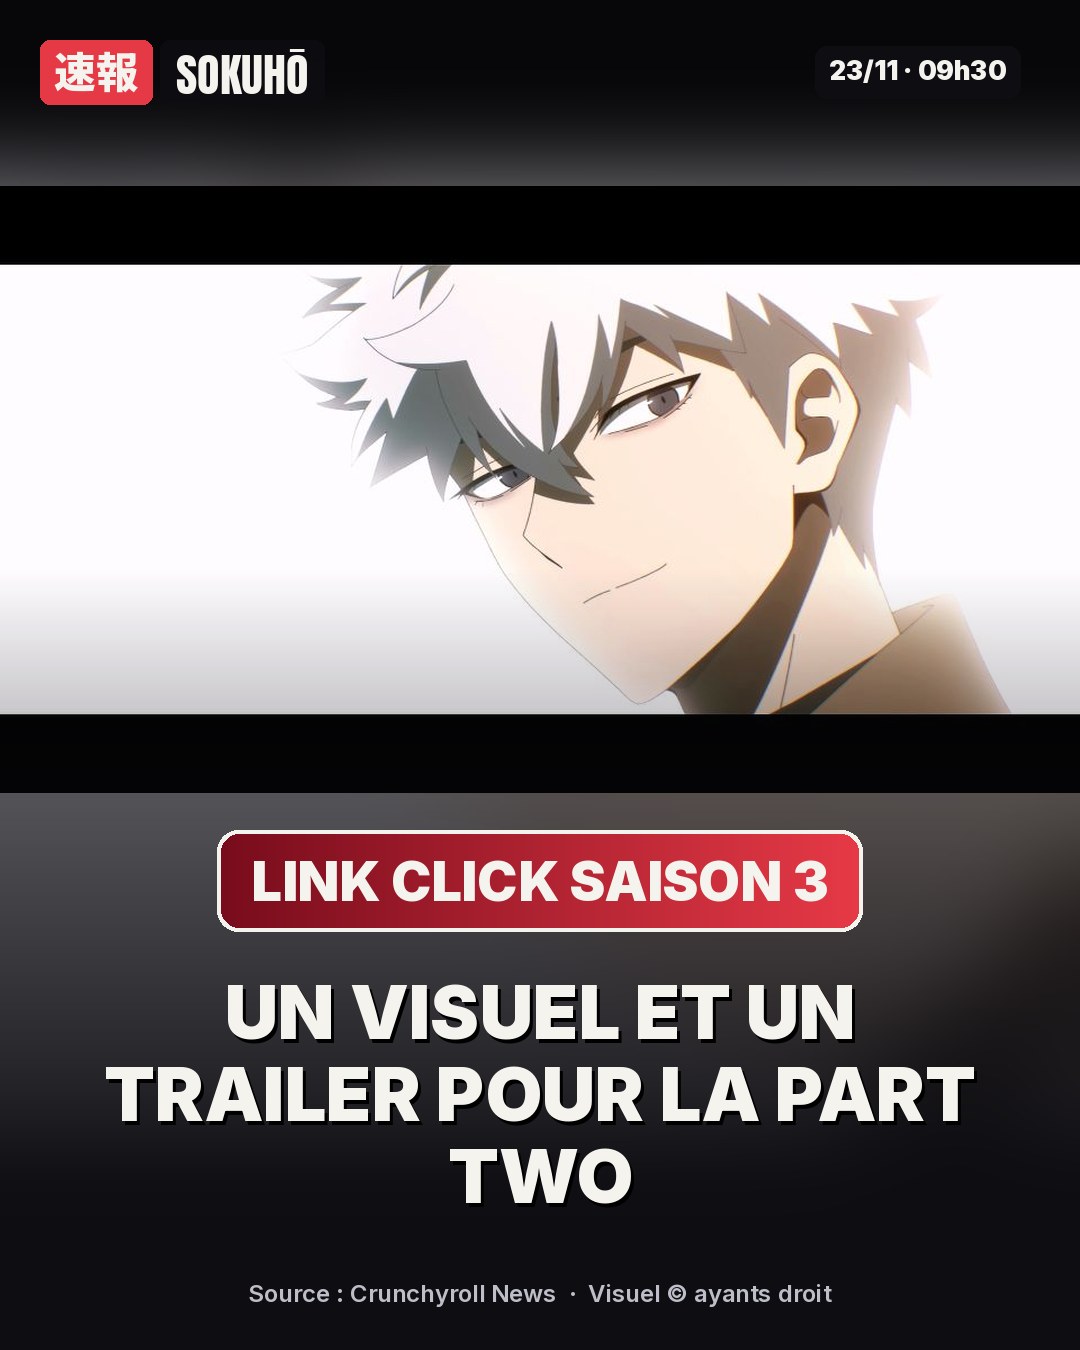 速報 SOKUHŌ
23/11 · 09h30
LINK CLICK SAISON 3
UN VISUEL ET UN
TRAILER POUR LA PART
TWO
Source : Crunchyroll News · Visuel © ayants droit